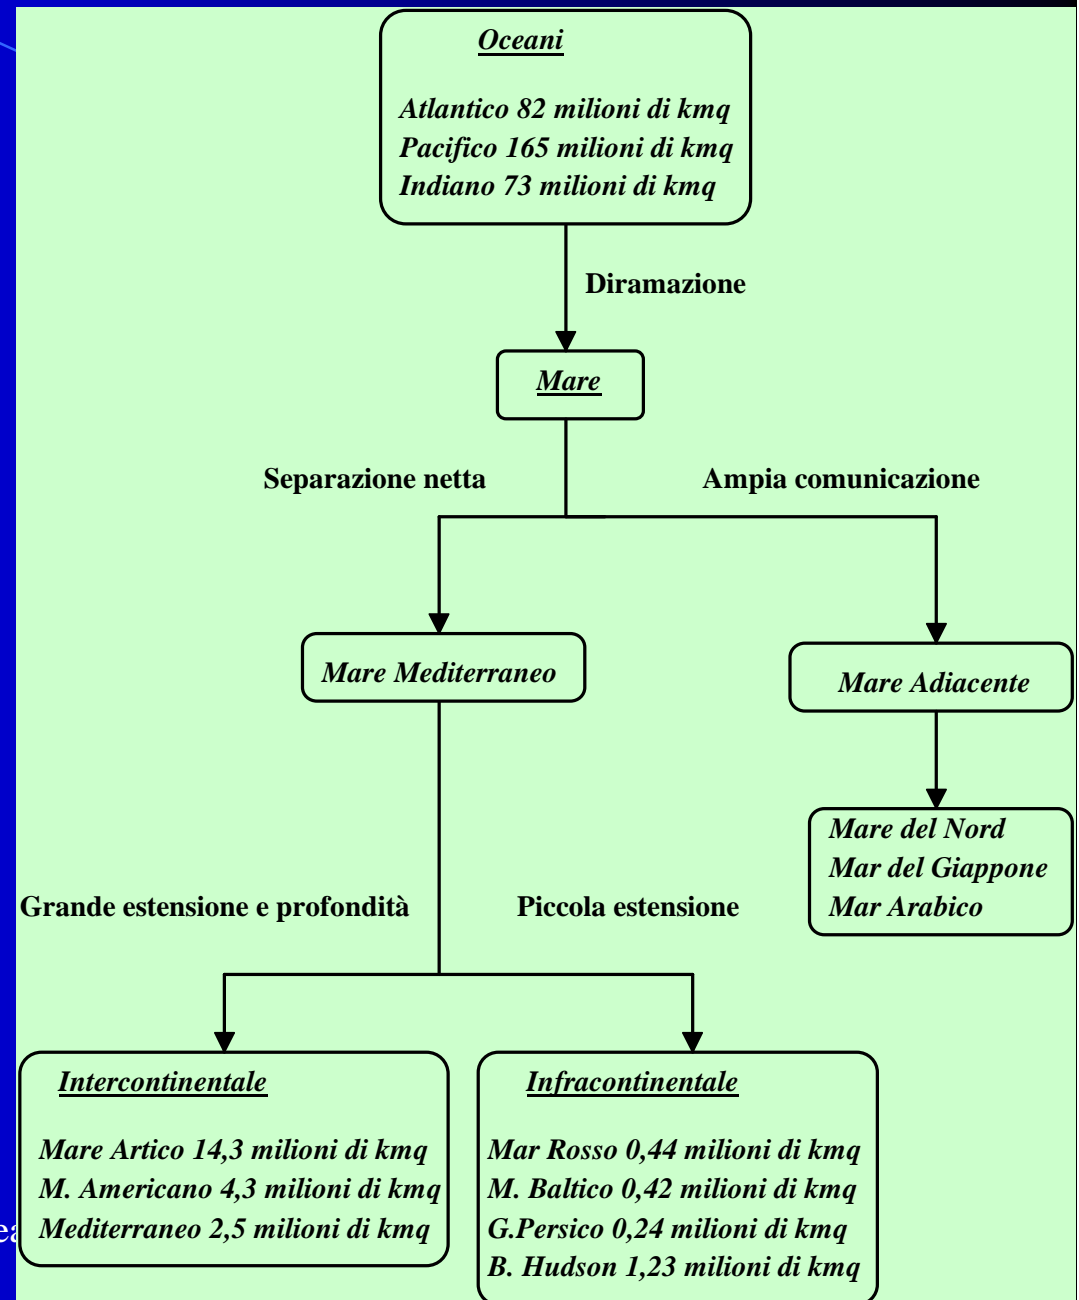 Oceani
Atlantico 82 milioni di kmq
Pacifico 165 milioni di kmq
Indiano 73 milioni di kmq
Diramazione
Mare
Separazione netta
Ampia comunicazione
Mare Mediterraneo
Mare Adiacente
Mare del Nord
Mar del Giappone
Mar Arabico
Grande estensione e profondità
Piccola estensione
Intercontinentale
Mare Artico 14,3 milioni di kmq
M. Americano 4,3 milioni di kmq
Mediterraneo 2,5 milioni di kmq
Infracontinentale
Mar Rosso 0,44 milioni di kmq
M. Baltico 0,42 milioni di kmq
G.Persico 0,24 milioni di kmq
B. Hudson 1,23 milioni di kmq